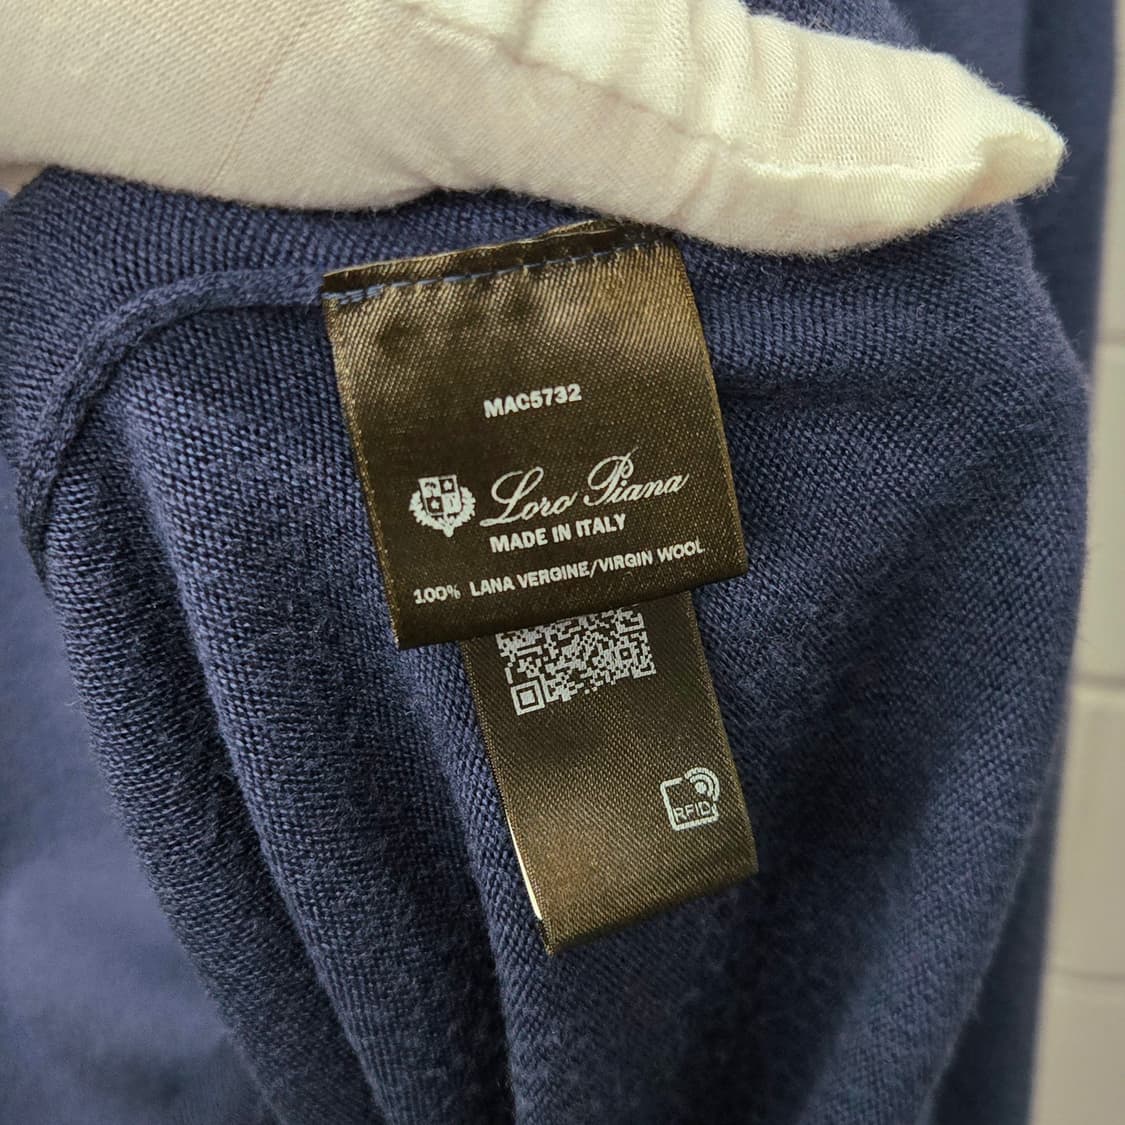 MAC5732
Loro Piana
MADE IN ITALY
100% LANA VERGINE/VIRGIN WOOL
RFID